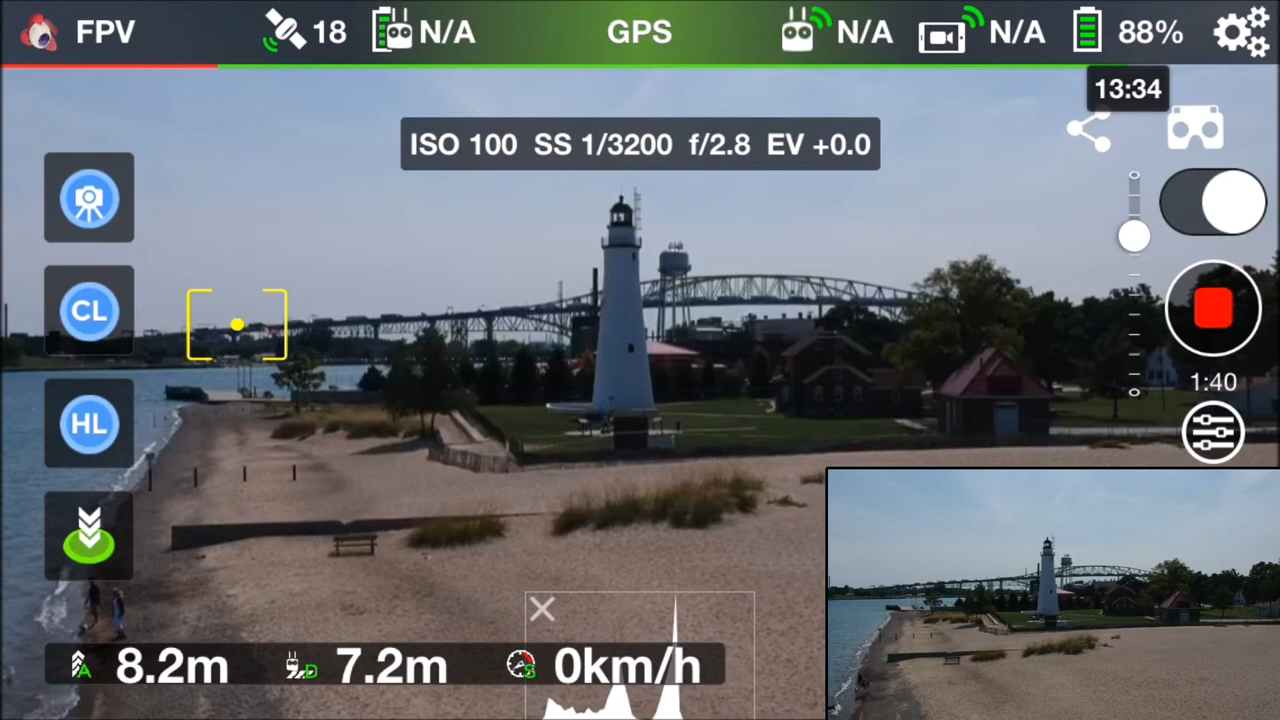 FPV 18 N/A GPS N/A N/A 88%
13:34
ISO 100 SS 1/3200 f/2.8 EV +0.0
CL
1:40
HL
A 8.2m D 7.2m S 0km/h